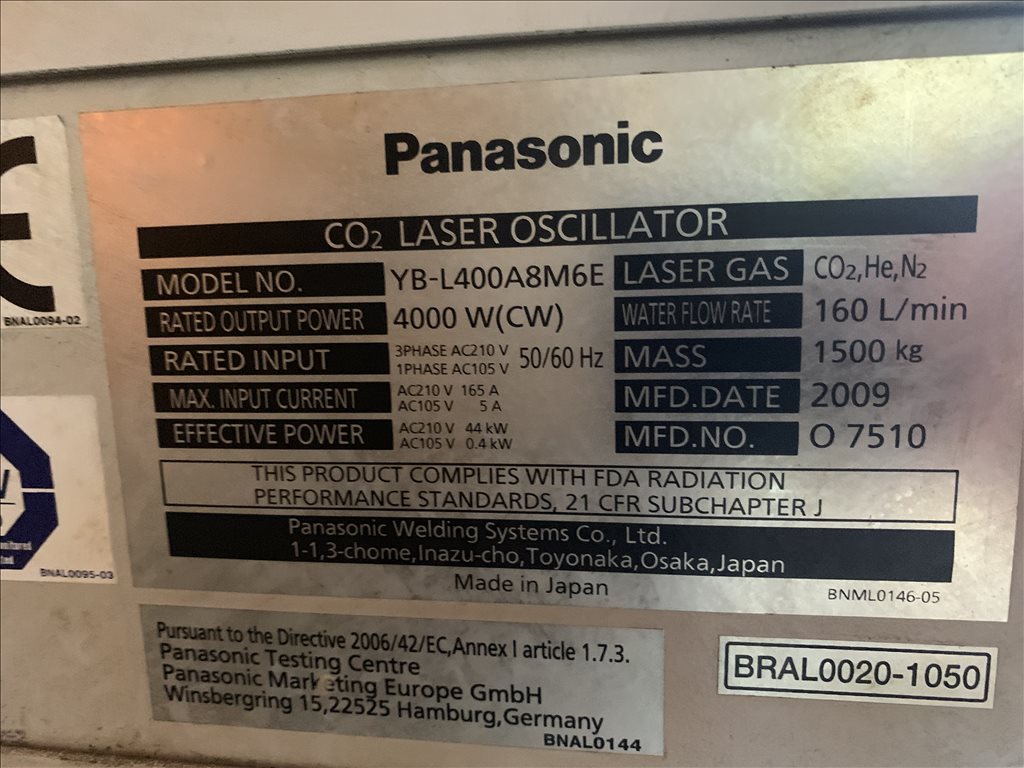 Panasonic
CO2 LASER OSCILLATOR
MODEL NO. YB-L400A8M6E LASER GAS CO2,He,N2
RATED OUTPUT POWER 4000 W(CW) WATER FLOW RATE 160 L/min
RATED INPUT 3PHASE AC210 V 1PHASE AC105 V 50/60 Hz MASS 1500 kg
MAX. INPUT CURRENT AC210 V 165 A AC105 V 5 A MFD.DATE 2009
EFFECTIVE POWER AC210 V 44 kW AC105 V 0.4 kW MFD.NO. O 7510
THIS PRODUCT COMPLIES WITH FDA RADIATION
PERFORMANCE STANDARDS, 21 CFR SUBCHAPTER J
Panasonic Welding Systems Co., Ltd.
1-1,3-chome,Inazu-cho,Toyonaka,Osaka,Japan
Made in Japan
BNML0146-05
BNAL0094-02
BNAL0095-03
Pursuant to the Directive 2006/42/EC,Annex I article 1.7.3.
Panasonic Testing Centre
Panasonic Marketing Europe GmbH
Winsbergring 15,22525 Hamburg,Germany
BNAL0144
BRAL0020-1050